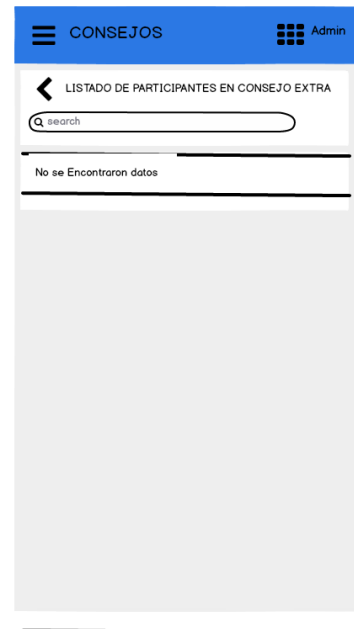 CONSEJOS
Admin
LISTADO DE PARTICIPANTES EN CONSEJO EXTRA
search
No se Encontraron datos